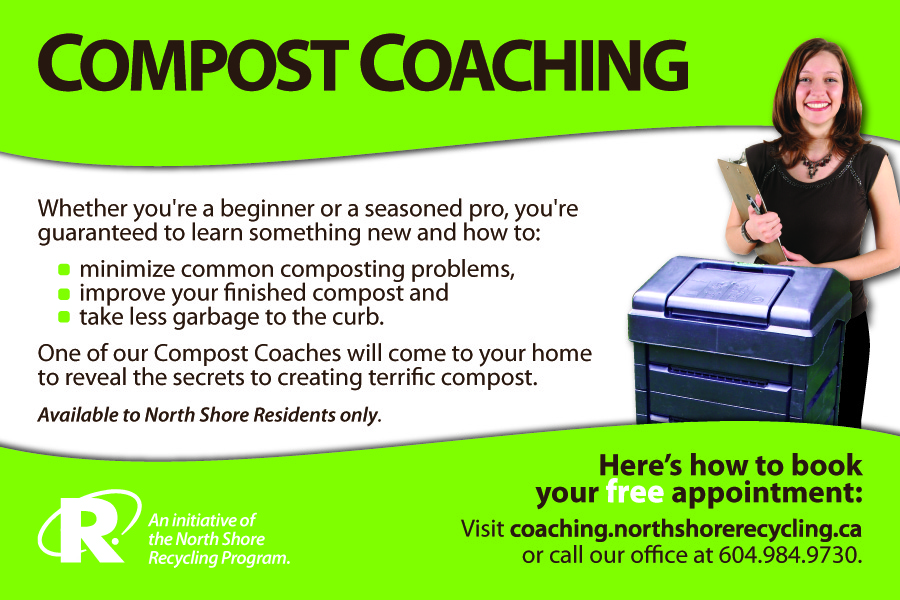 COMPOST COACHING
Whether you're a beginner or a seasoned pro, you're
guaranteed to learn something new and how to:
minimize common composting problems,
improve your finished compost and
take less garbage to the curb.
One of our Compost Coaches will come to your home
to reveal the secrets to creating terrific compost.
Available to North Shore Residents only.
Here's how to book
your free appointment:
Visit coaching.northshorerecycling.ca
or call our office at 604.984.9730.
R
An initiative of
the North Shore
Recycling Program.